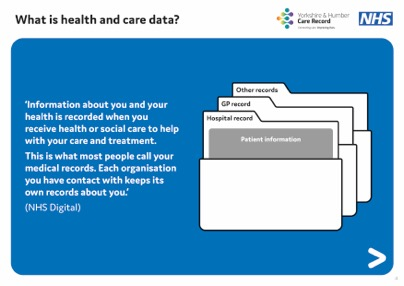 What is health and care data?
Yorkshire & Humber
Care Record
NHS
'Information about you and your
health is recorded when you
receive health or social care to help
with your care and treatment.
This is what most people call your
medical records. Each organisation
you have contact with keeps its
own records about you.'
(NHS Digital)
Other records
GP record
Hospital record
Patient information